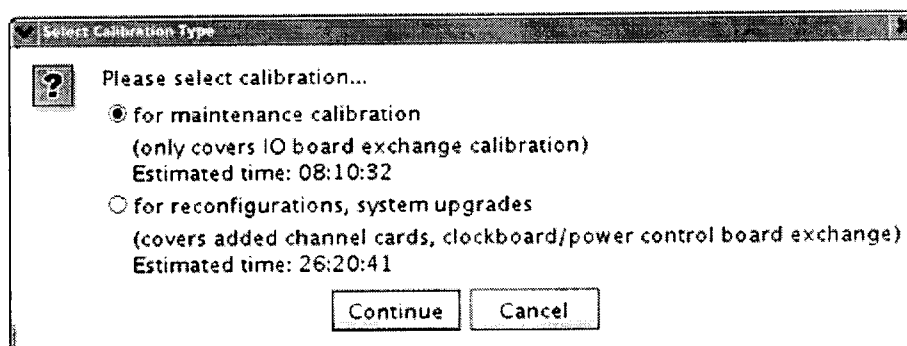 Select Calibration Type
Please select calibration...
for maintenance calibration
(only covers IO board exchange calibration)
Estimated time: 08:10:32
for reconfigurations, system upgrades
(covers added channel cards, clockboard/power control board exchange)
Estimated time: 26:20:41
Continue Cancel